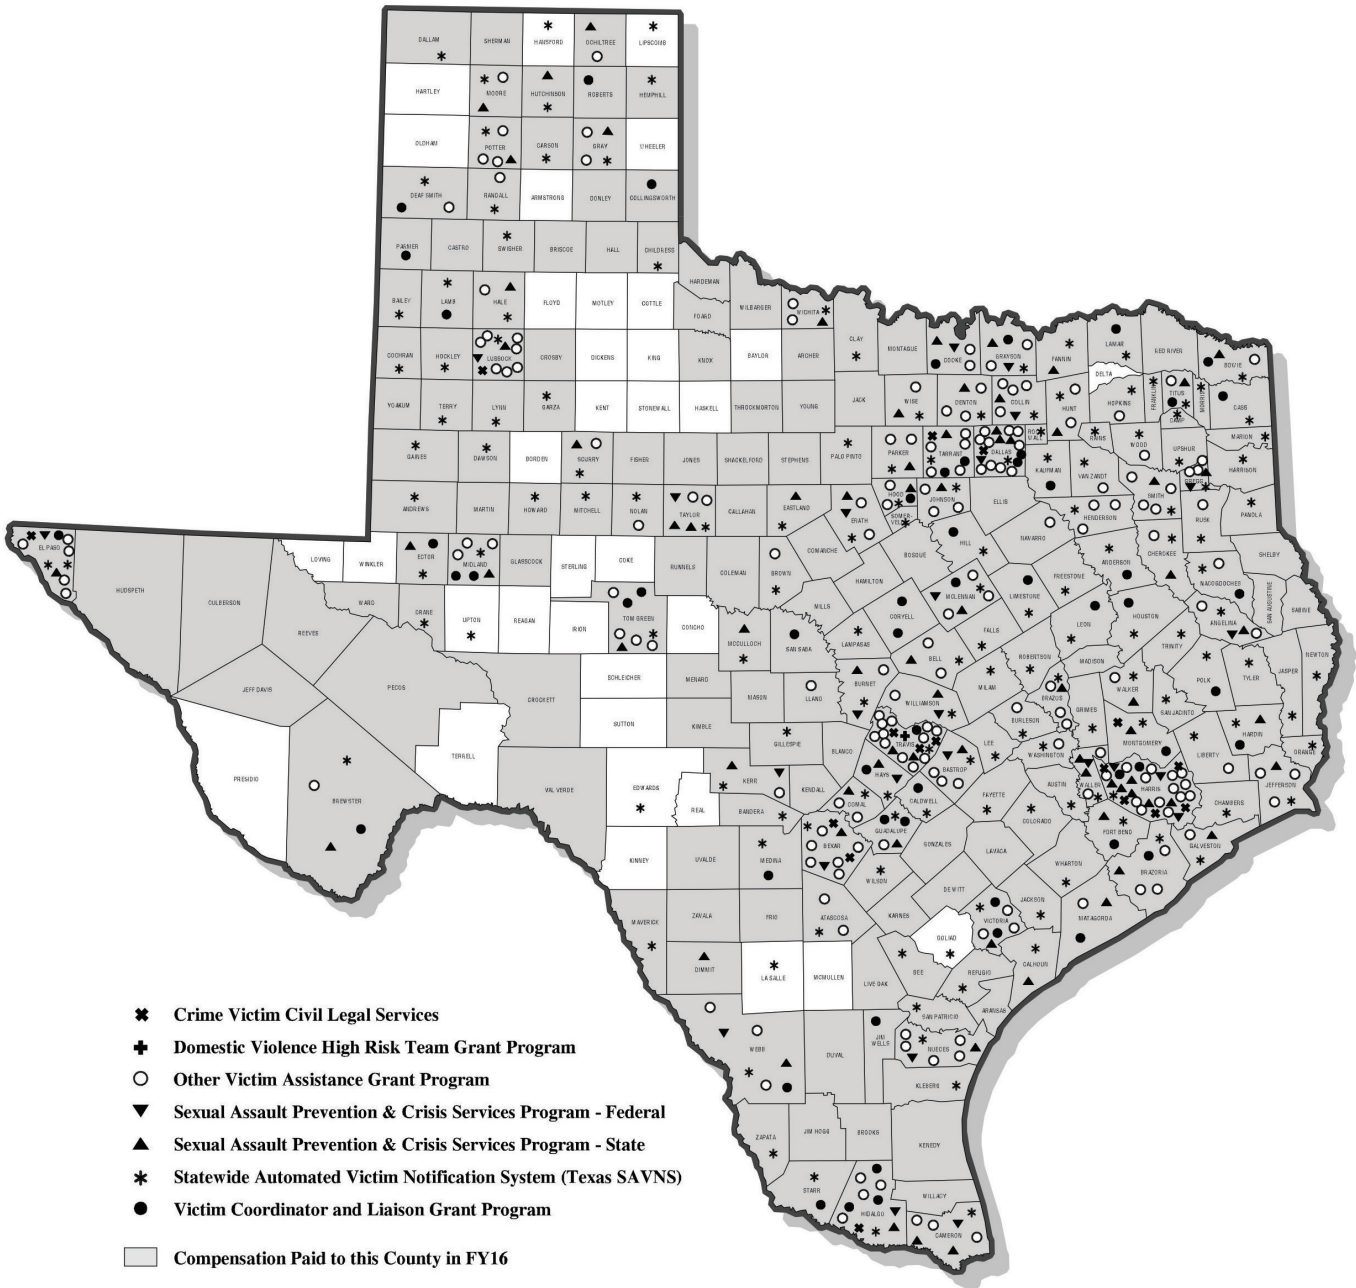 DALLAM
SHERMAN
HANSFORD
OCHILTREE
LIPSCOMB
HARTLEY
MOORE
HUTCHINSON
ROBERTS
HEMPHILL
OLDHAM
POTTER
CARSON
GRAY
WHEELER
DEAF SMITH
RANDALL
ARMSTRONG
DONLEY
COLLINGSWORTH
PARMER
CASTRO
SWISHER
BRISCOE
HALL
CHILDRESS
HARDEMAN
BAILEY
LAMB
HALE
FLOYD
MOTLEY
COTTLE
FOARD
WILBARGER
WICHITA
CLAY
MONTAGUE
COOKE
GRAYSON
FANNIN
LAMAR
RED RIVER
BOWIE
DELTA
COCHRAN
HOCKLEY
LUBBOCK
CROSBY
DICKENS
KING
KNOX
BAYLOR
ARCHER
YOAKUM
TERRY
LYNN
GARZA
KENT
STONEWALL
HASKELL
THROCKMORTON
YOUNG
JACK
WISE
DENTON
COLLIN
HUNT
HOPKINS
FRANKLIN
TITUS
MORRIS
CASS
CAMP
MARION
GAINES
DAWSON
BORDEN
SCURRY
FISHER
JONES
SHACKELFORD
STEPHENS
PALO PINTO
PARKER
TARRANT
DALLAS
ROCK
WALL
KAUFMAN
RAINS
VAN ZANDT
WOOD
UPSHUR
GREGG
HARRISON
ANDREWS
MARTIN
HOWARD
MITCHELL
NOLAN
TAYLOR
CALLAHAN
EASTLAND
ERATH
HOOD
SOMER-
VELL
JOHNSON
ELLIS
HENDERSON
SMITH
RUSK
PANOLA
EL PASO
HUDSPETH
CULBERSON
REEVES
LOVING
WINKLER
ECTOR
MIDLAND
GLASSCOCK
STERLING
COKE
RUNNELS
COLEMAN
BROWN
COMANCHE
HAMILTON
BOSQUE
HILL
NAVARRO
FREESTONE
ANDERSON
CHEROKEE
NACOGDOCHES
SHELBY
SAN AUGUSTINE
SABINE
WARD
CRANE
UPTON
REAGAN
IRION
TOM GREEN
CONCHO
MCCULLOCH
SAN SABA
MILLS
LAMPASAS
CORYELL
MCLENNAN
LIMESTONE
FALLS
LEON
HOUSTON
TRINITY
ANGELINA
NEWTON
JASPER
TYLER
POLK
JEFF DAVIS
PECOS
CROCKETT
SCHLEICHER
MENARD
MASON
LLANO
BURNET
BELL
WILLIAMSON
MILAM
ROBERTSON
BRAZOS
MADISON
GRIMES
WALKER
SAN JACINTO
HARDIN
ORANGE
PRESIDIO
BREWSTER
TERRELL
VAL VERDE
SUTTON
KIMBLE
GILLESPIE
BLANCO
TRAVIS
LEE
BURLESON
WASHINGTON
MONTGOMERY
LIBERTY
JEFFERSON
EDWARDS
REAL
KERR
KENDALL
BANDERA
COMAL
HAYS
BASTROP
CALDWELL
FAYETTE
AUSTIN
WALLER
HARRIS
CHAMBERS
KINNEY
UVALDE
MEDINA
BEXAR
GUADALUPE
GONZALES
LAVACA
COLORADO
FORT BEND
GALVESTON
BRAZORIA
WHARTON
MAVERICK
ZAVALA
FRIO
ATASCOSA
WILSON
KARNES
DE WITT
JACKSON
MATAGORDA
VICTORIA
GOLIAD
DIMMIT
LA SALLE
MCMULLEN
LIVE OAK
BEE
REFUGIO
CALHOUN
ARANSAS
SAN PATRICIO
WEBB
DUVAL
JIM
WELLS
NUECES
KLEBERG
ZAPATA
JIM HOGG
BROOKS
KENEDY
STARR
HIDALGO
WILLACY
CAMERON
Crime Victim Civil Legal Services
Domestic Violence High Risk Team Grant Program
Other Victim Assistance Grant Program
Sexual Assault Prevention & Crisis Services Program - Federal
Sexual Assault Prevention & Crisis Services Program - State
Statewide Automated Victim Notification System (Texas SAVNS)
Victim Coordinator and Liaison Grant Program
Compensation Paid to this County in FY16